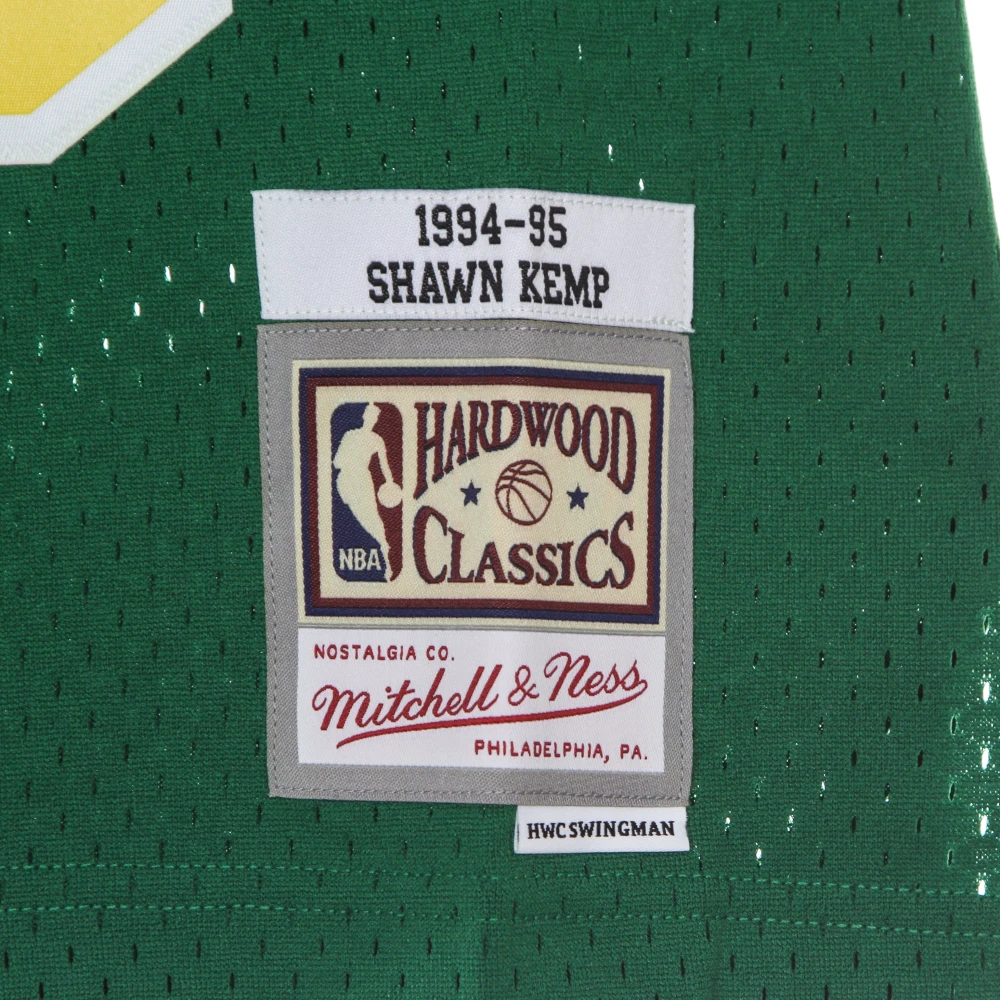 1994-95
SHAWN KEMP
HARDWOOD
CLASSICS
NBA
NOSTALGIA CO.
Mitchell & Ness
PHILADELPHIA, PA.
HWC SWINGMAN